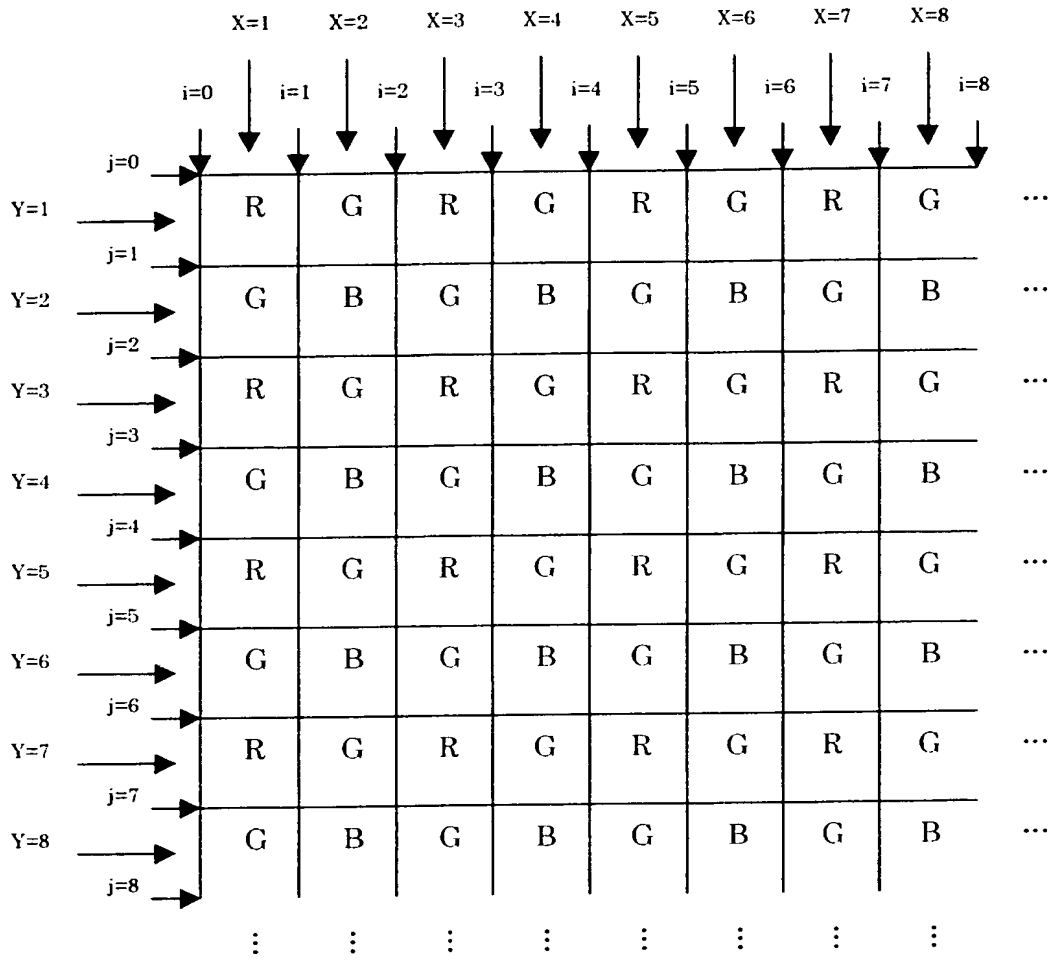 X=1 X=2 X=3 X=4 X=5 X=6 X=7 X=8
i=0 i=1 i=2 i=3 i=4 i=5 i=6 i=7 i=8
j=0
Y=1 R G R G R G R G ...
j=1
Y=2 G B G B G B G B ...
j=2
Y=3 R G R G R G R G ...
j=3
Y=4 G B G B G B G B ...
j=4
Y=5 R G R G R G R G ...
j=5
Y=6 G B G B G B G B ...
j=6
Y=7 R G R G R G R G ...
j=7
Y=8 G B G B G B G B ...
j=8
⋮ ⋮ ⋮ ⋮ ⋮ ⋮ ⋮ ⋮